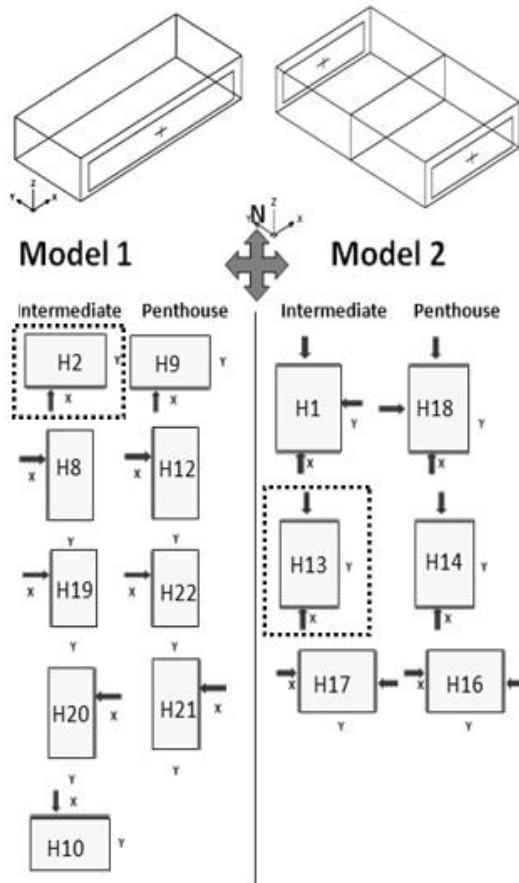 Z
Y X
Z
N
Y X
Model 1
Model 2
Intermediate Penthouse
H2 Y
X
H9 Y
X
H8
X
Y
H12
X
Y
H19
X
Y
H22
X
Y
H20
X
Y
H21
X
Y
X
H10 Y
Intermediate Penthouse
H1
Y
X
H18
Y
X
H13 Y
X
H14 Y
X
H17
X
Y
H16
X
Y